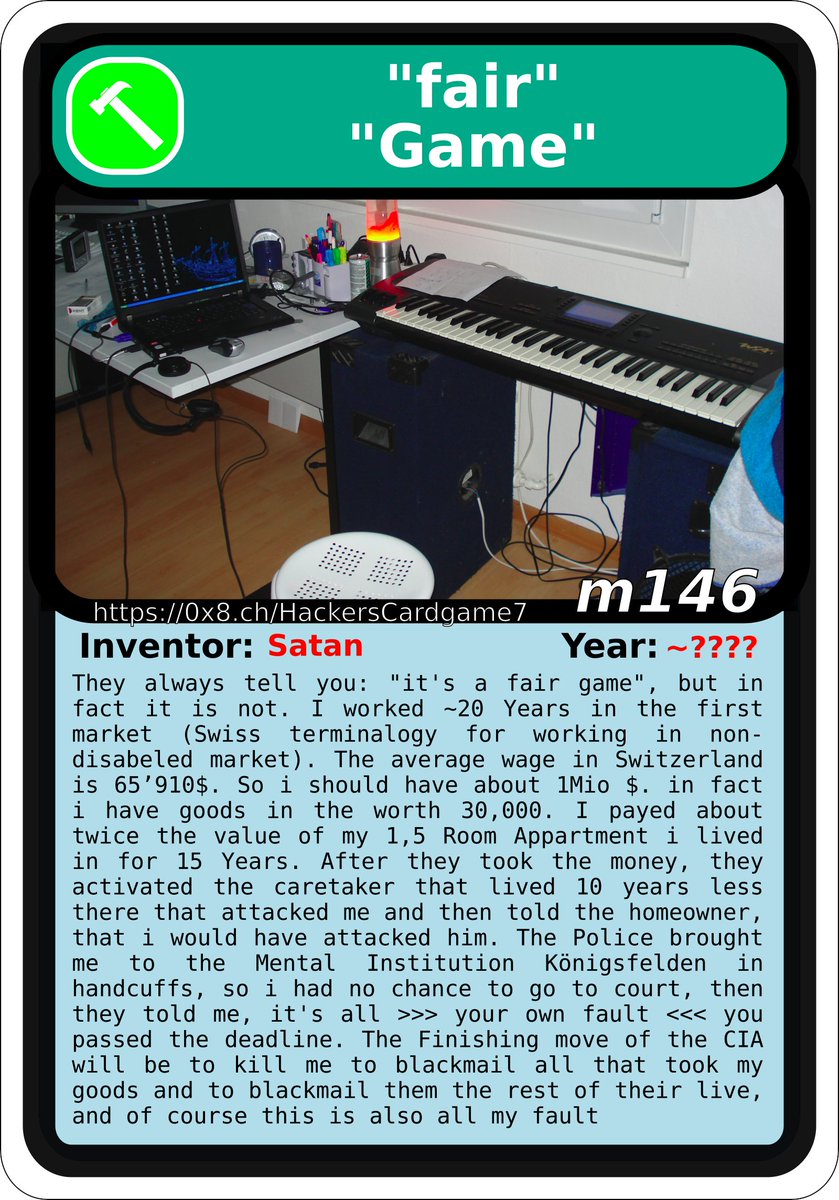 "fair"
"Game"
m146
https://0x8.ch/HackersCardgame7
Inventor: Satan Year: ~????
They always tell you: "it's a fair game", but in
fact it is not. I worked ~20 Years in the first
market (Swiss terminalogy for working in non-
disabeled market). The average wage in Switzerland
is 65’910$. So i should have about 1Mio $. in fact
i have goods in the worth 30,000. I payed about
twice the value of my 1,5 Room Appartment i lived
in for 15 Years. After they took the money, they
activated the caretaker that lived 10 years less
there that attacked me and then told the homeowner,
that i would have attacked him. The Police brought
me to the Mental Institution Königsfelden in
handcuffs, so i had no chance to go to court, then
they told me, it's all >>> your own fault <<< you
passed the deadline. The Finishing move of the CIA
will be to kill me to blackmail all that took my
goods and to blackmail them the rest of their live,
and of course this is also all my fault